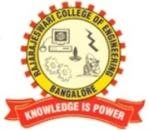 RAJARAJESWARI COLLEGE OF ENGINEERING
BANGALORE
KNOWLEDGE IS POWER